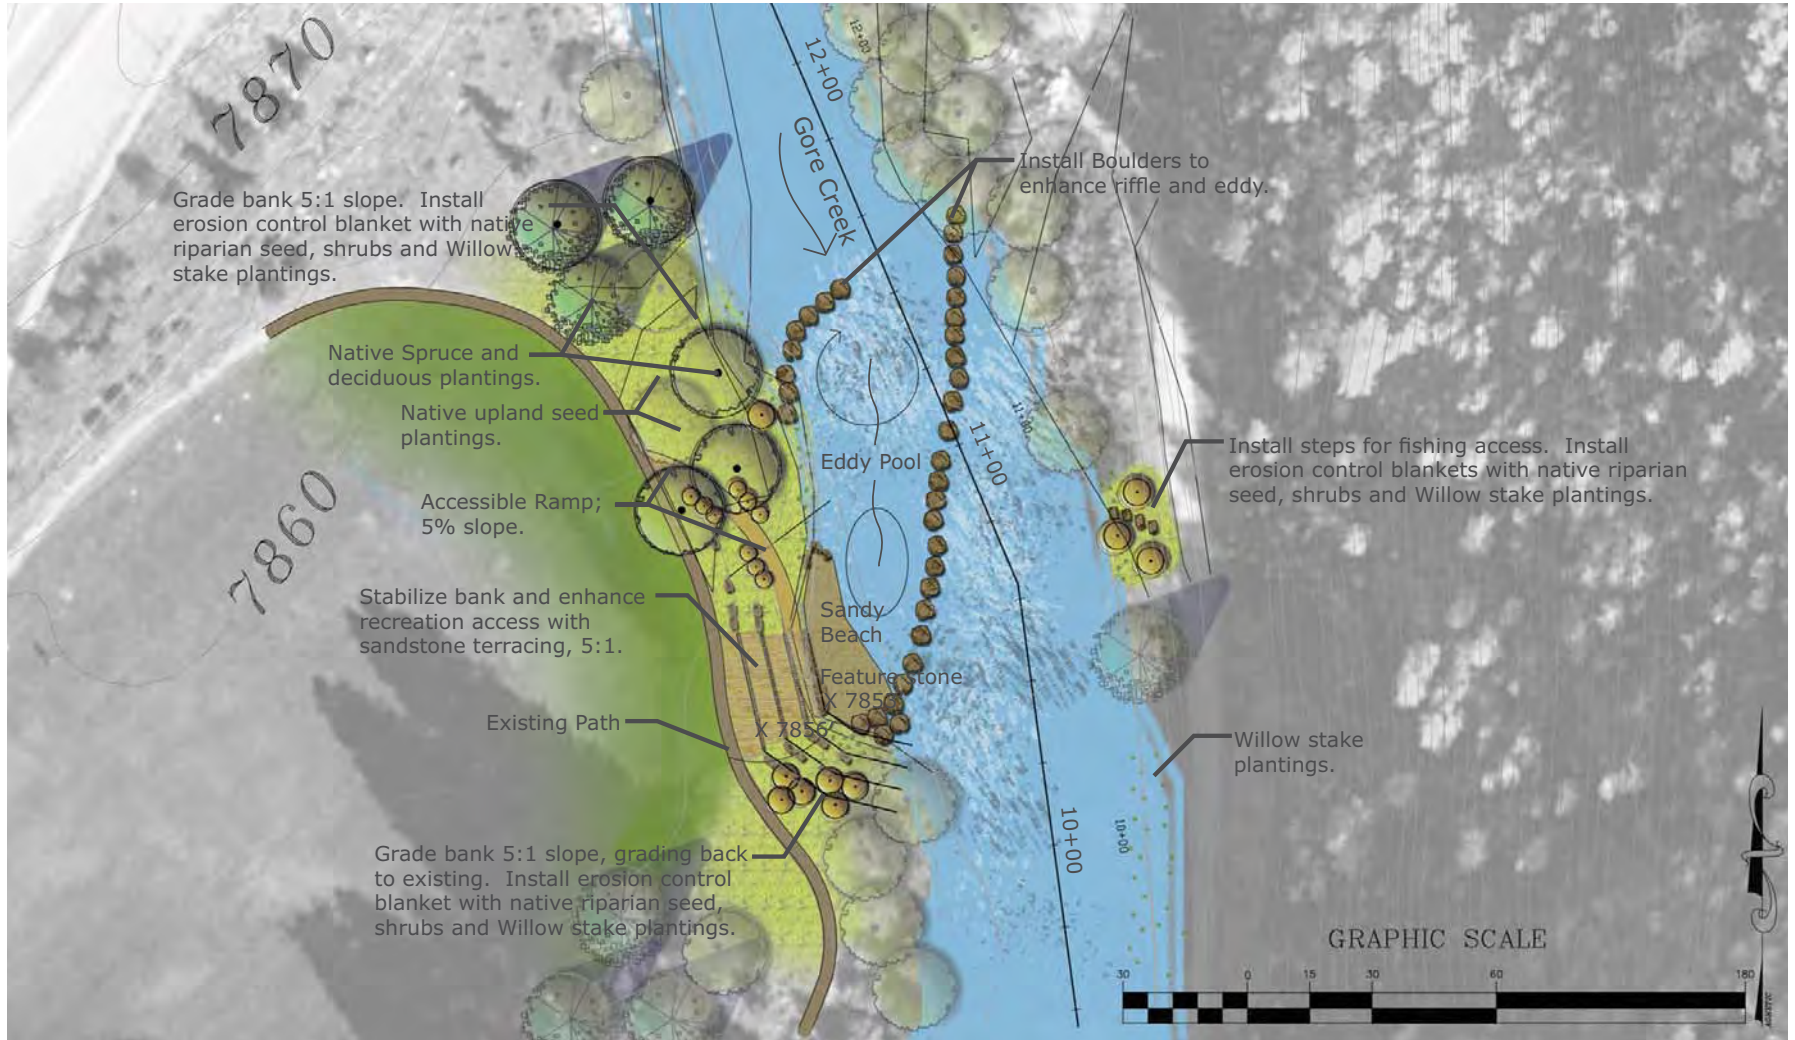 7870
12+00
12+00
Gore Creek
Install Boulders to
enhance riffle and eddy.
Grade bank 5:1 slope.  Install
erosion control blanket with native
riparian seed, shrubs and Willow
stake plantings.
Native Spruce and
deciduous plantings.
Native upland seed
plantings.
11+00
11+00
Install steps for fishing access.  Install
erosion control blankets with native riparian
seed, shrubs and Willow stake plantings.
Eddy Pool
7860
Accessible Ramp;
5% slope.
Stabilize bank and enhance
recreation access with
sandstone terracing, 5:1.
Sandy
Beach
Feature stone
X 7856'
Existing Path
Willow stake
plantings.
10+00
10+00
Grade bank 5:1 slope, grading back
to existing.  Install erosion control
blanket with native riparian seed,
shrubs and Willow stake plantings.
GRAPHIC SCALE
30 0 15 30 60 180